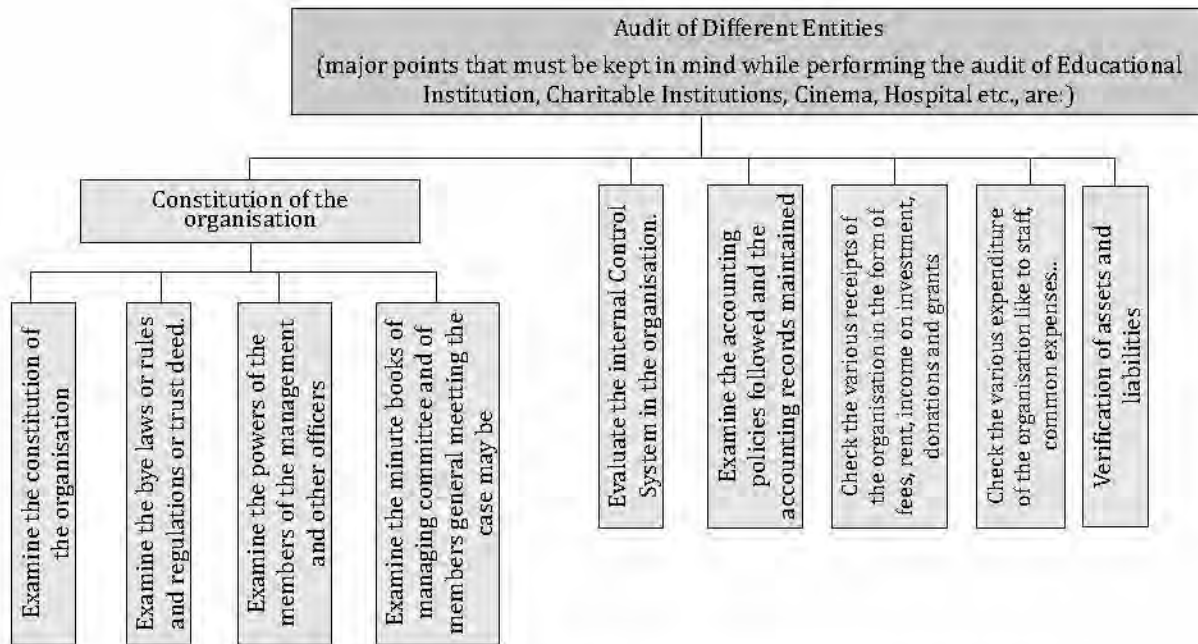 Audit of Different Entities
(major points that must be kept in mind while performing the audit of Educational
Institution, Charitable Institutions, Cinema, Hospital etc., are:)
Constitution of the
organisation
Examine the constitution of
the organisation
Examine the bye laws or rules
and regulations or trust deed.
Examine the powers of the
members of the management
and other officers
Examine the minute books of
managing committee and of
members general meetting the
case may be
Evaluate the internal Control
System in the organisation.
Examine the accounting
policies followed and the
accounting records maintained
Check the various receipts of
the organisation in the form of
fees, rent, income on investment,
donations and grants
Check the various expenditure
of the organisation like to staff,
common expenses..
Verification of assets and
liabilities